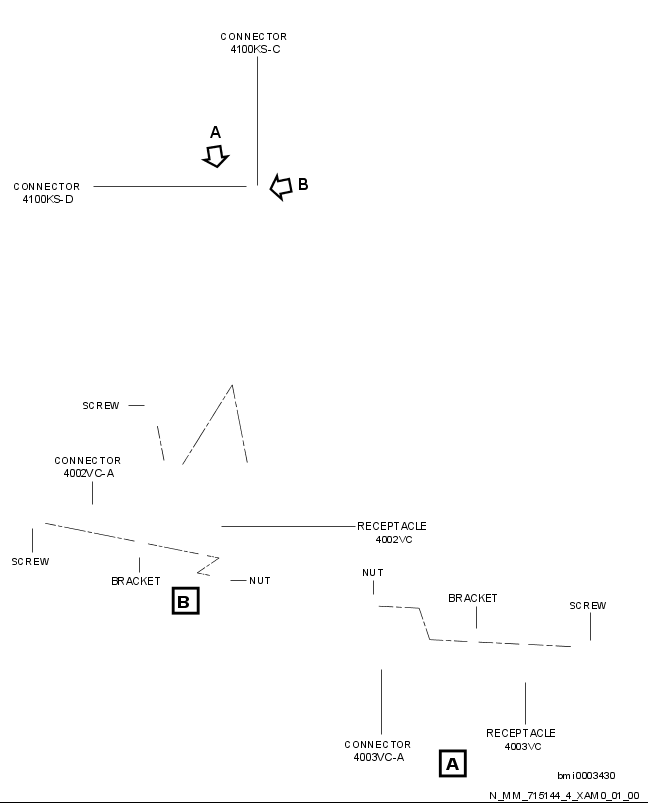 CONNECTOR
4100KS-C
A
B
CONNECTOR
4100KS-D
SCREW
CONNECTOR
4002VC-A
RECEPTACLE
4002VC
SCREW
BRACKET
NUT
B
NUT
BRACKET
SCREW
CONNECTOR
4003VC-A
RECEPTACLE
4003VC
A
bmi0003430
N_MM_715144_4_XAM0_01_00